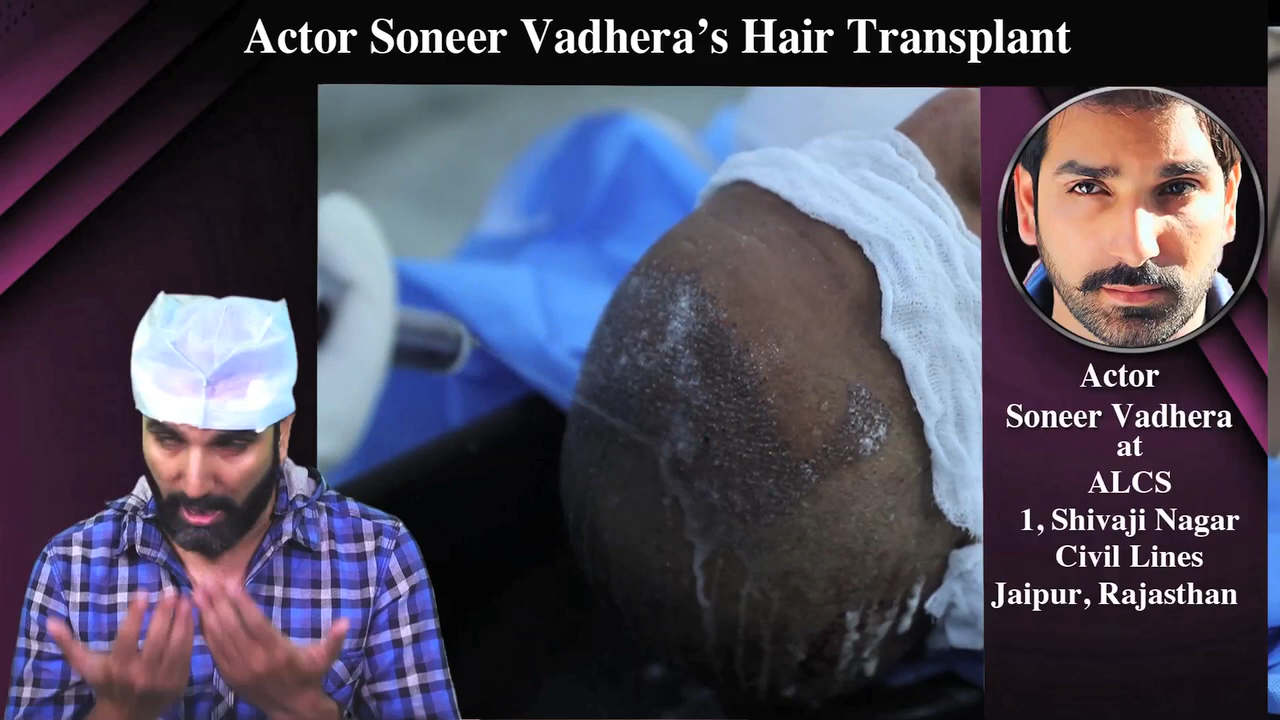 Actor Soneer Vadhera’s Hair Transplant
Actor
Soneer Vadhera
at
ALCS
1, Shivaji Nagar
Civil Lines
Jaipur, Rajasthan